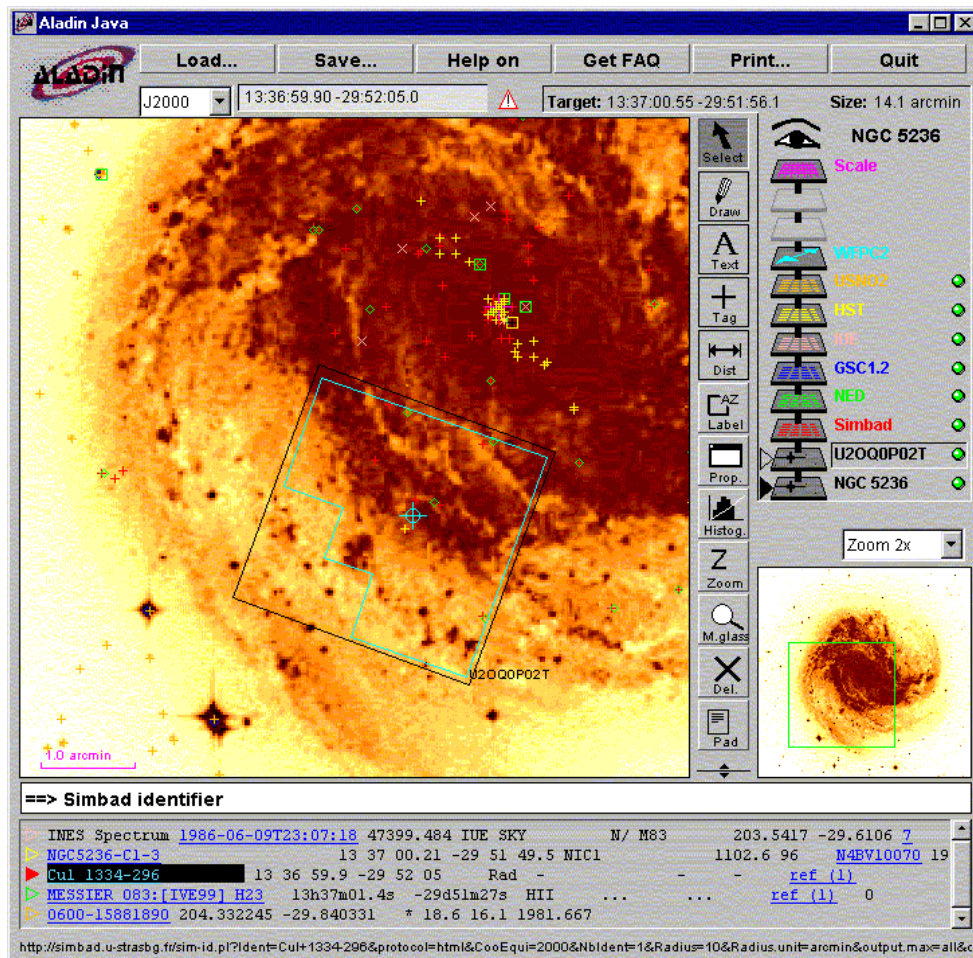 Aladin Java
ALADIN
Load... Save... Help on Get FAQ Print... Quit
J2000 13:36:59.90 -29:52:05.0 Target: 13:37:00.55 -29:51:56.1 Size: 14.1 arcmin
NGC 5236
Scale
WFPC2
USNO2
HST
IUE
GSC1.2
NED
Simbad
U2OQ0P02T
NGC 5236
Select
Draw
A
Text
Tag
Dist
AZ
Label
Prop.
Histog.
Z
Zoom
M.glass
Del.
Pad
Zoom 2x
U2OQ0P02T
1.0 arcmin
==> Simbad identifier
INES Spectrum 1986-06-09T23:07:18 47399.484 IUE SKY N/ M83 203.5417 -29.6106 7
NGC5236-C1-3 13 37 00.21 -29 51 49.5 NIC1 1102.6 96 N4BV10070 19
Cul 1334-296 13 36 59.9 -29 52 05 Rad - - - ref (1)
MESSIER 083:[IVE99] H23 13h37m01.4s -29d51m27s HII ... ... ref (1) 0
0600-15881890 204.332245 -29.840331 * 18.6 16.1 1981.667
http://simbad.u-strasbg.fr/sim-id.pl?Ident=Cul+1334-296&protocol=html&CooEqui=2000&NbIdent=1&Radius=10&Radius.unit=arcmin&output.max=all&c